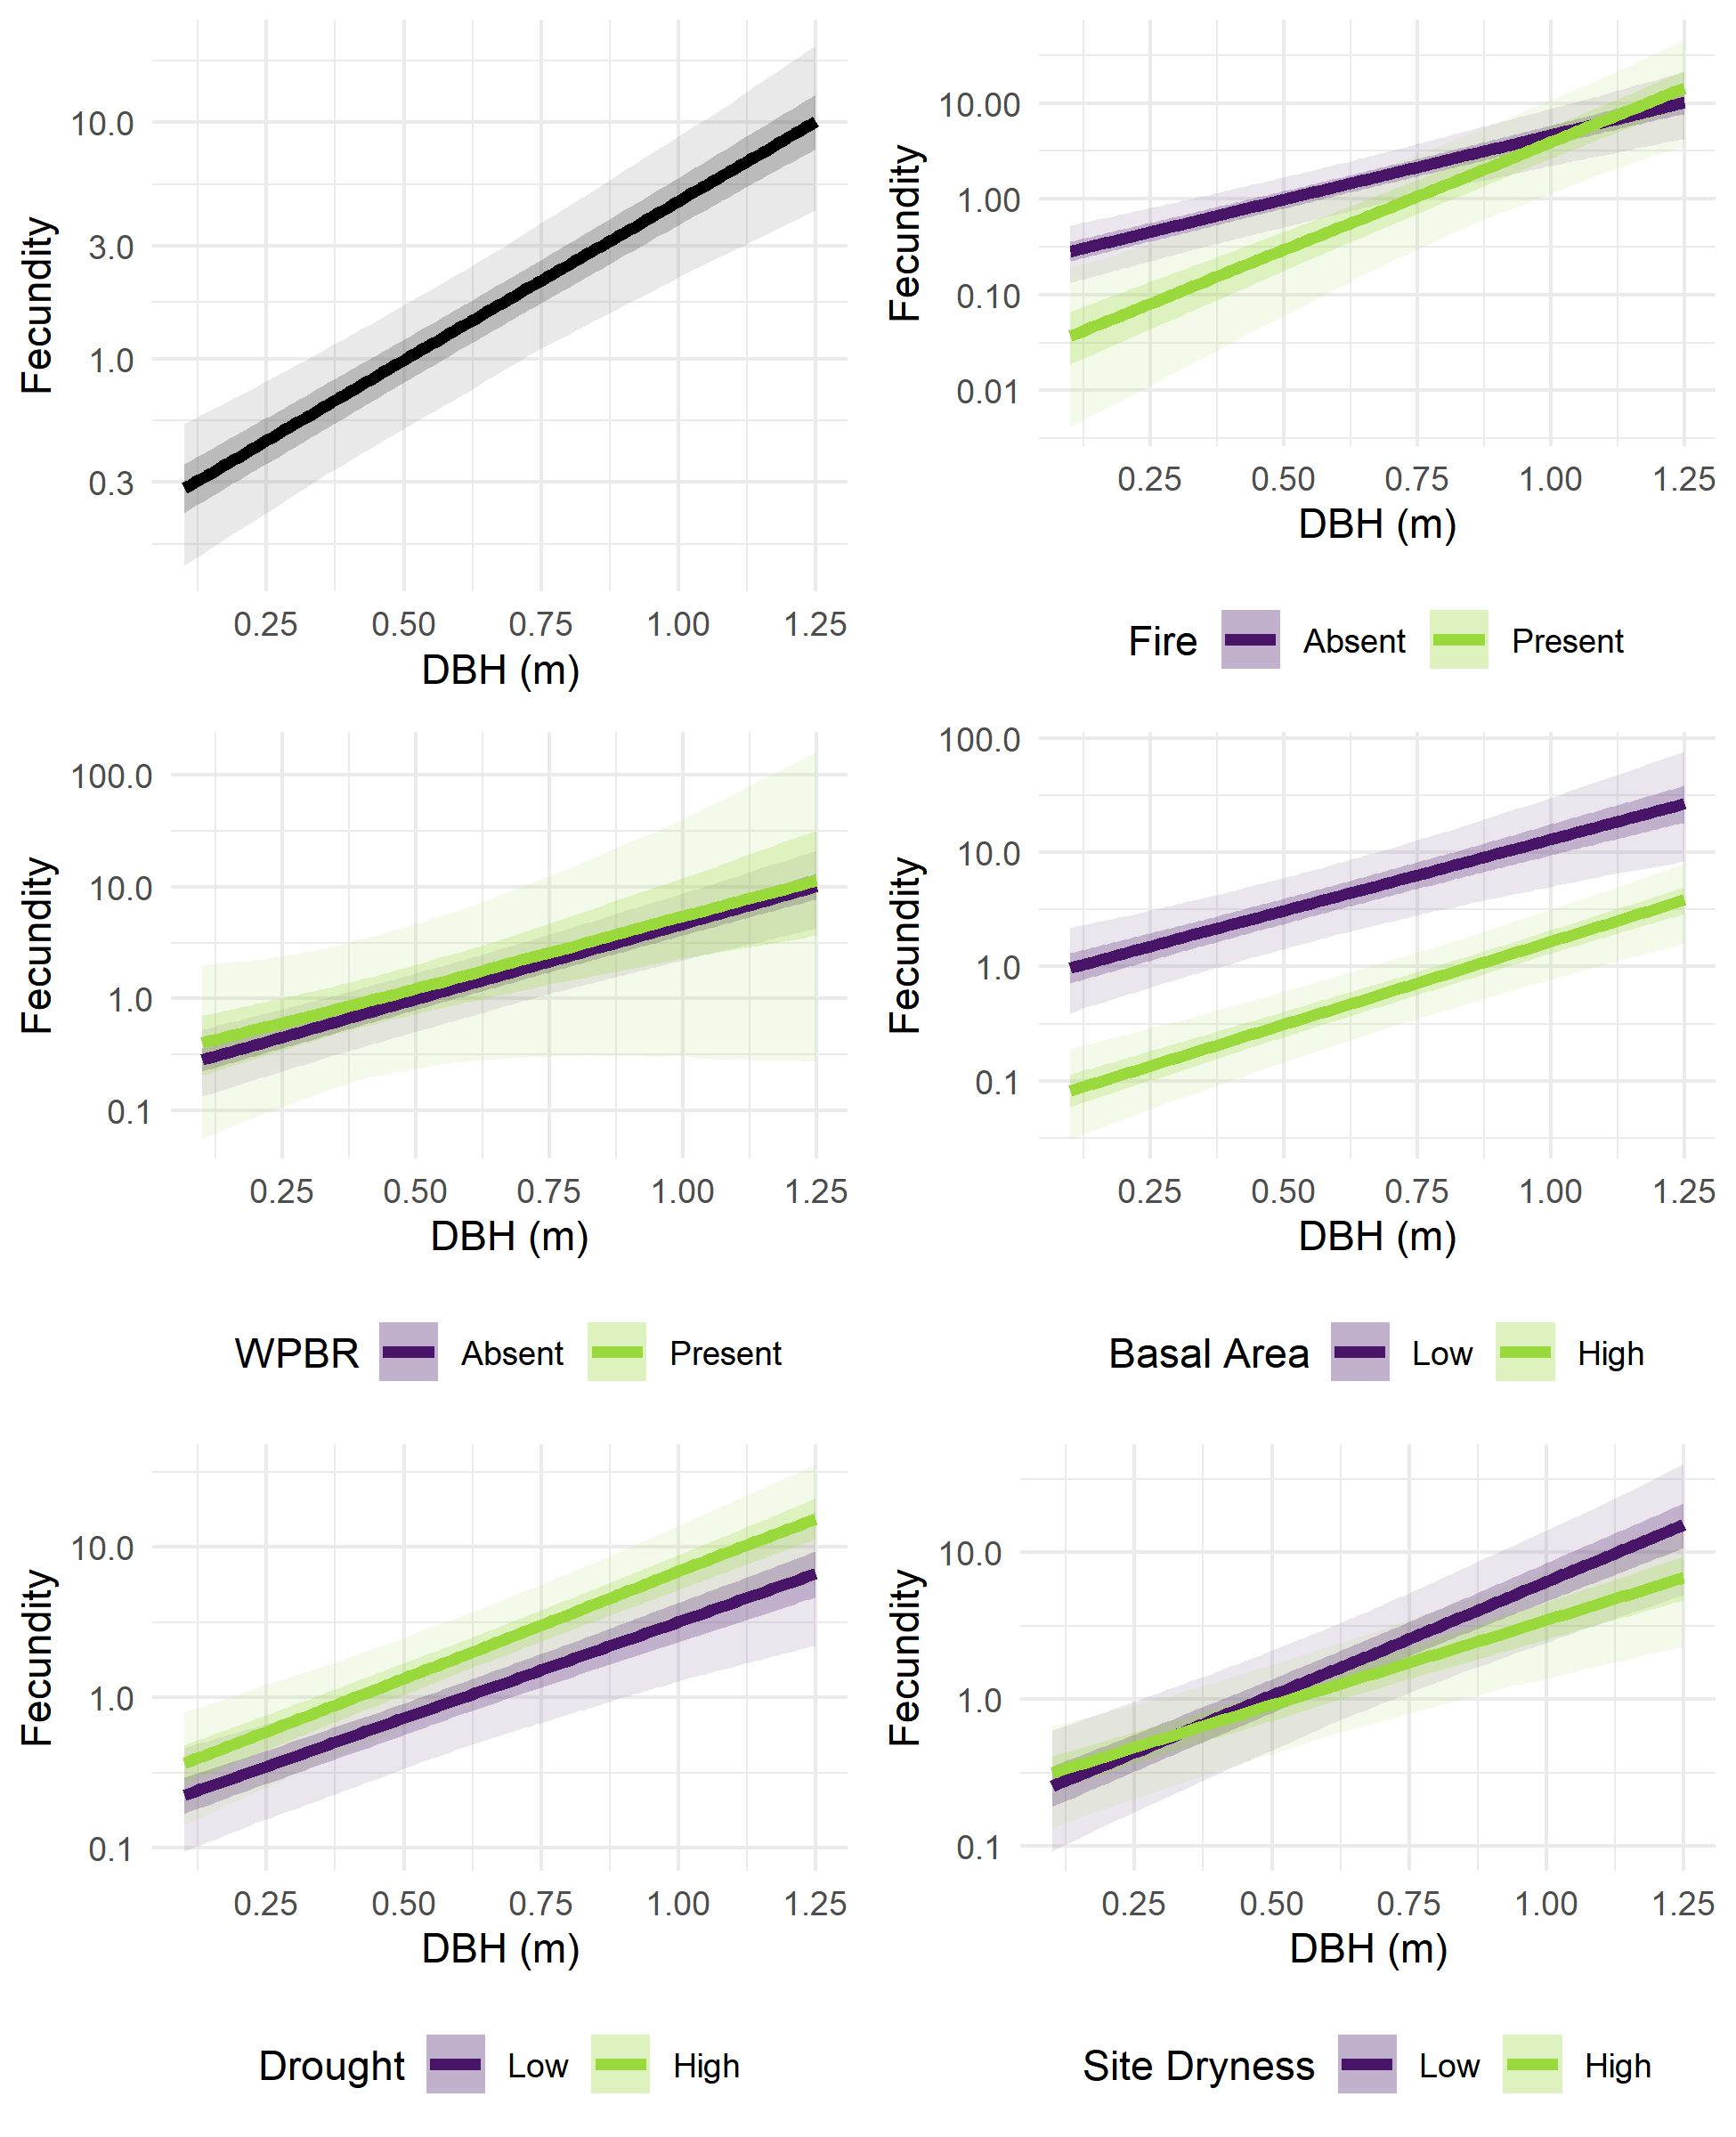 Fecundity
10.0
3.0
1.0
0.3
0.25 0.50 0.75 1.00 1.25
DBH (m)
Fecundity
10.00
1.00
0.10
0.01
0.25 0.50 0.75 1.00 1.25
DBH (m)
Fire Absent Present
Fecundity
100.0
10.0
1.0
0.1
0.25 0.50 0.75 1.00 1.25
DBH (m)
WPBR Absent Present
Fecundity
100.0
10.0
1.0
0.1
0.25 0.50 0.75 1.00 1.25
DBH (m)
Basal Area Low High
Fecundity
10.0
1.0
0.1
0.25 0.50 0.75 1.00 1.25
DBH (m)
Drought Low High
Fecundity
10.0
1.0
0.1
0.25 0.50 0.75 1.00 1.25
DBH (m)
Site Dryness Low High